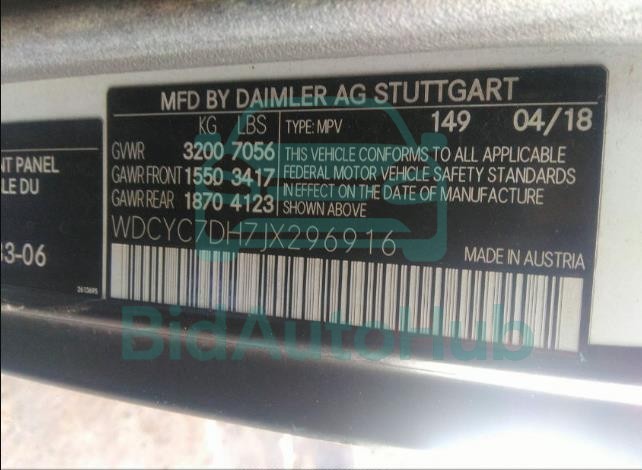 MFD BY DAIMLER AG STUTTGART
KG LBS TYPE: MPV 149 04/18
GVWR 3200 7056
GAWR FRONT 1550 3417
GAWR REAR 1870 4123
THIS VEHICLE CONFORMS TO ALL APPLICABLE
FEDERAL MOTOR VEHICLE SAFETY STANDARDS
IN EFFECT ON THE DATE OF MANUFACTURE
SHOWN ABOVE
WDCYC7DH7JX296916
MADE IN AUSTRIA
NT PANEL
LE DU
33-06
BidAutoHub